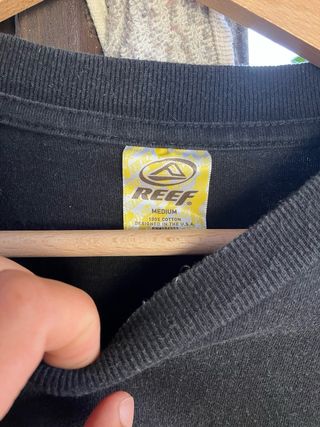 REEF
MEDIUM
100% COTTON
DESIGNED IN THE U.S.A.